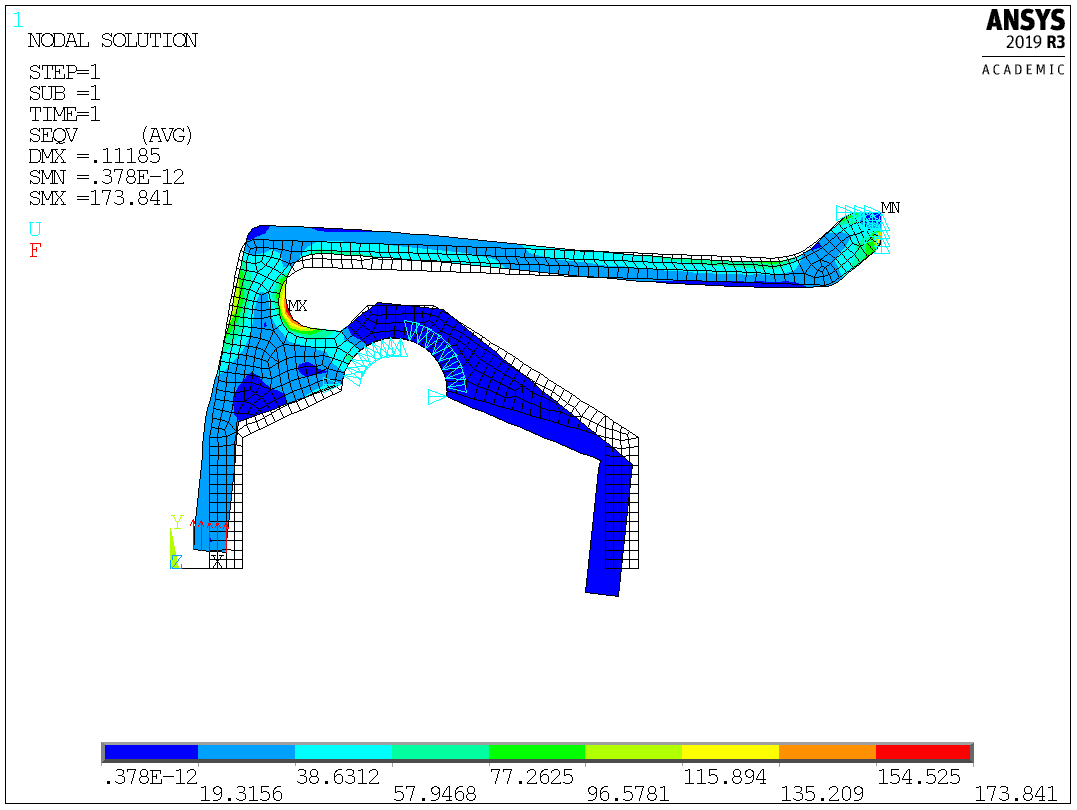 1
NODAL SOLUTION
STEP=1
SUB =1
TIME=1
SEQV (AVG)
DMX =.11185
SMN =.378E-12
SMX =173.841
U
F
ANSYS
2019 R3
ACADEMIC
MN
MX
Y
Z X
.378E-12 38.6312 77.2625 115.894 154.525
19.3156 57.9468 96.5781 135.209 173.841